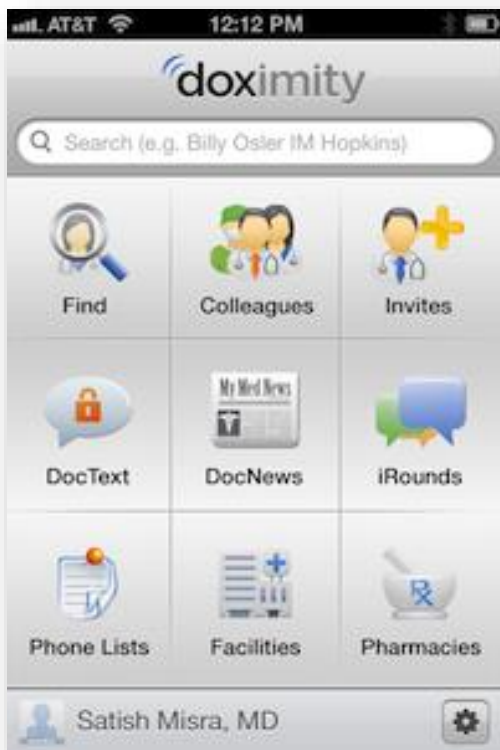 AT&T 12:12 PM
doximity
Search (e.g. Billy Osler IM Hopkins)
Find Colleagues Invites
My Med News
DocText DocNews iRounds
Rx
Phone Lists Facilities Pharmacies
Satish Misra, MD